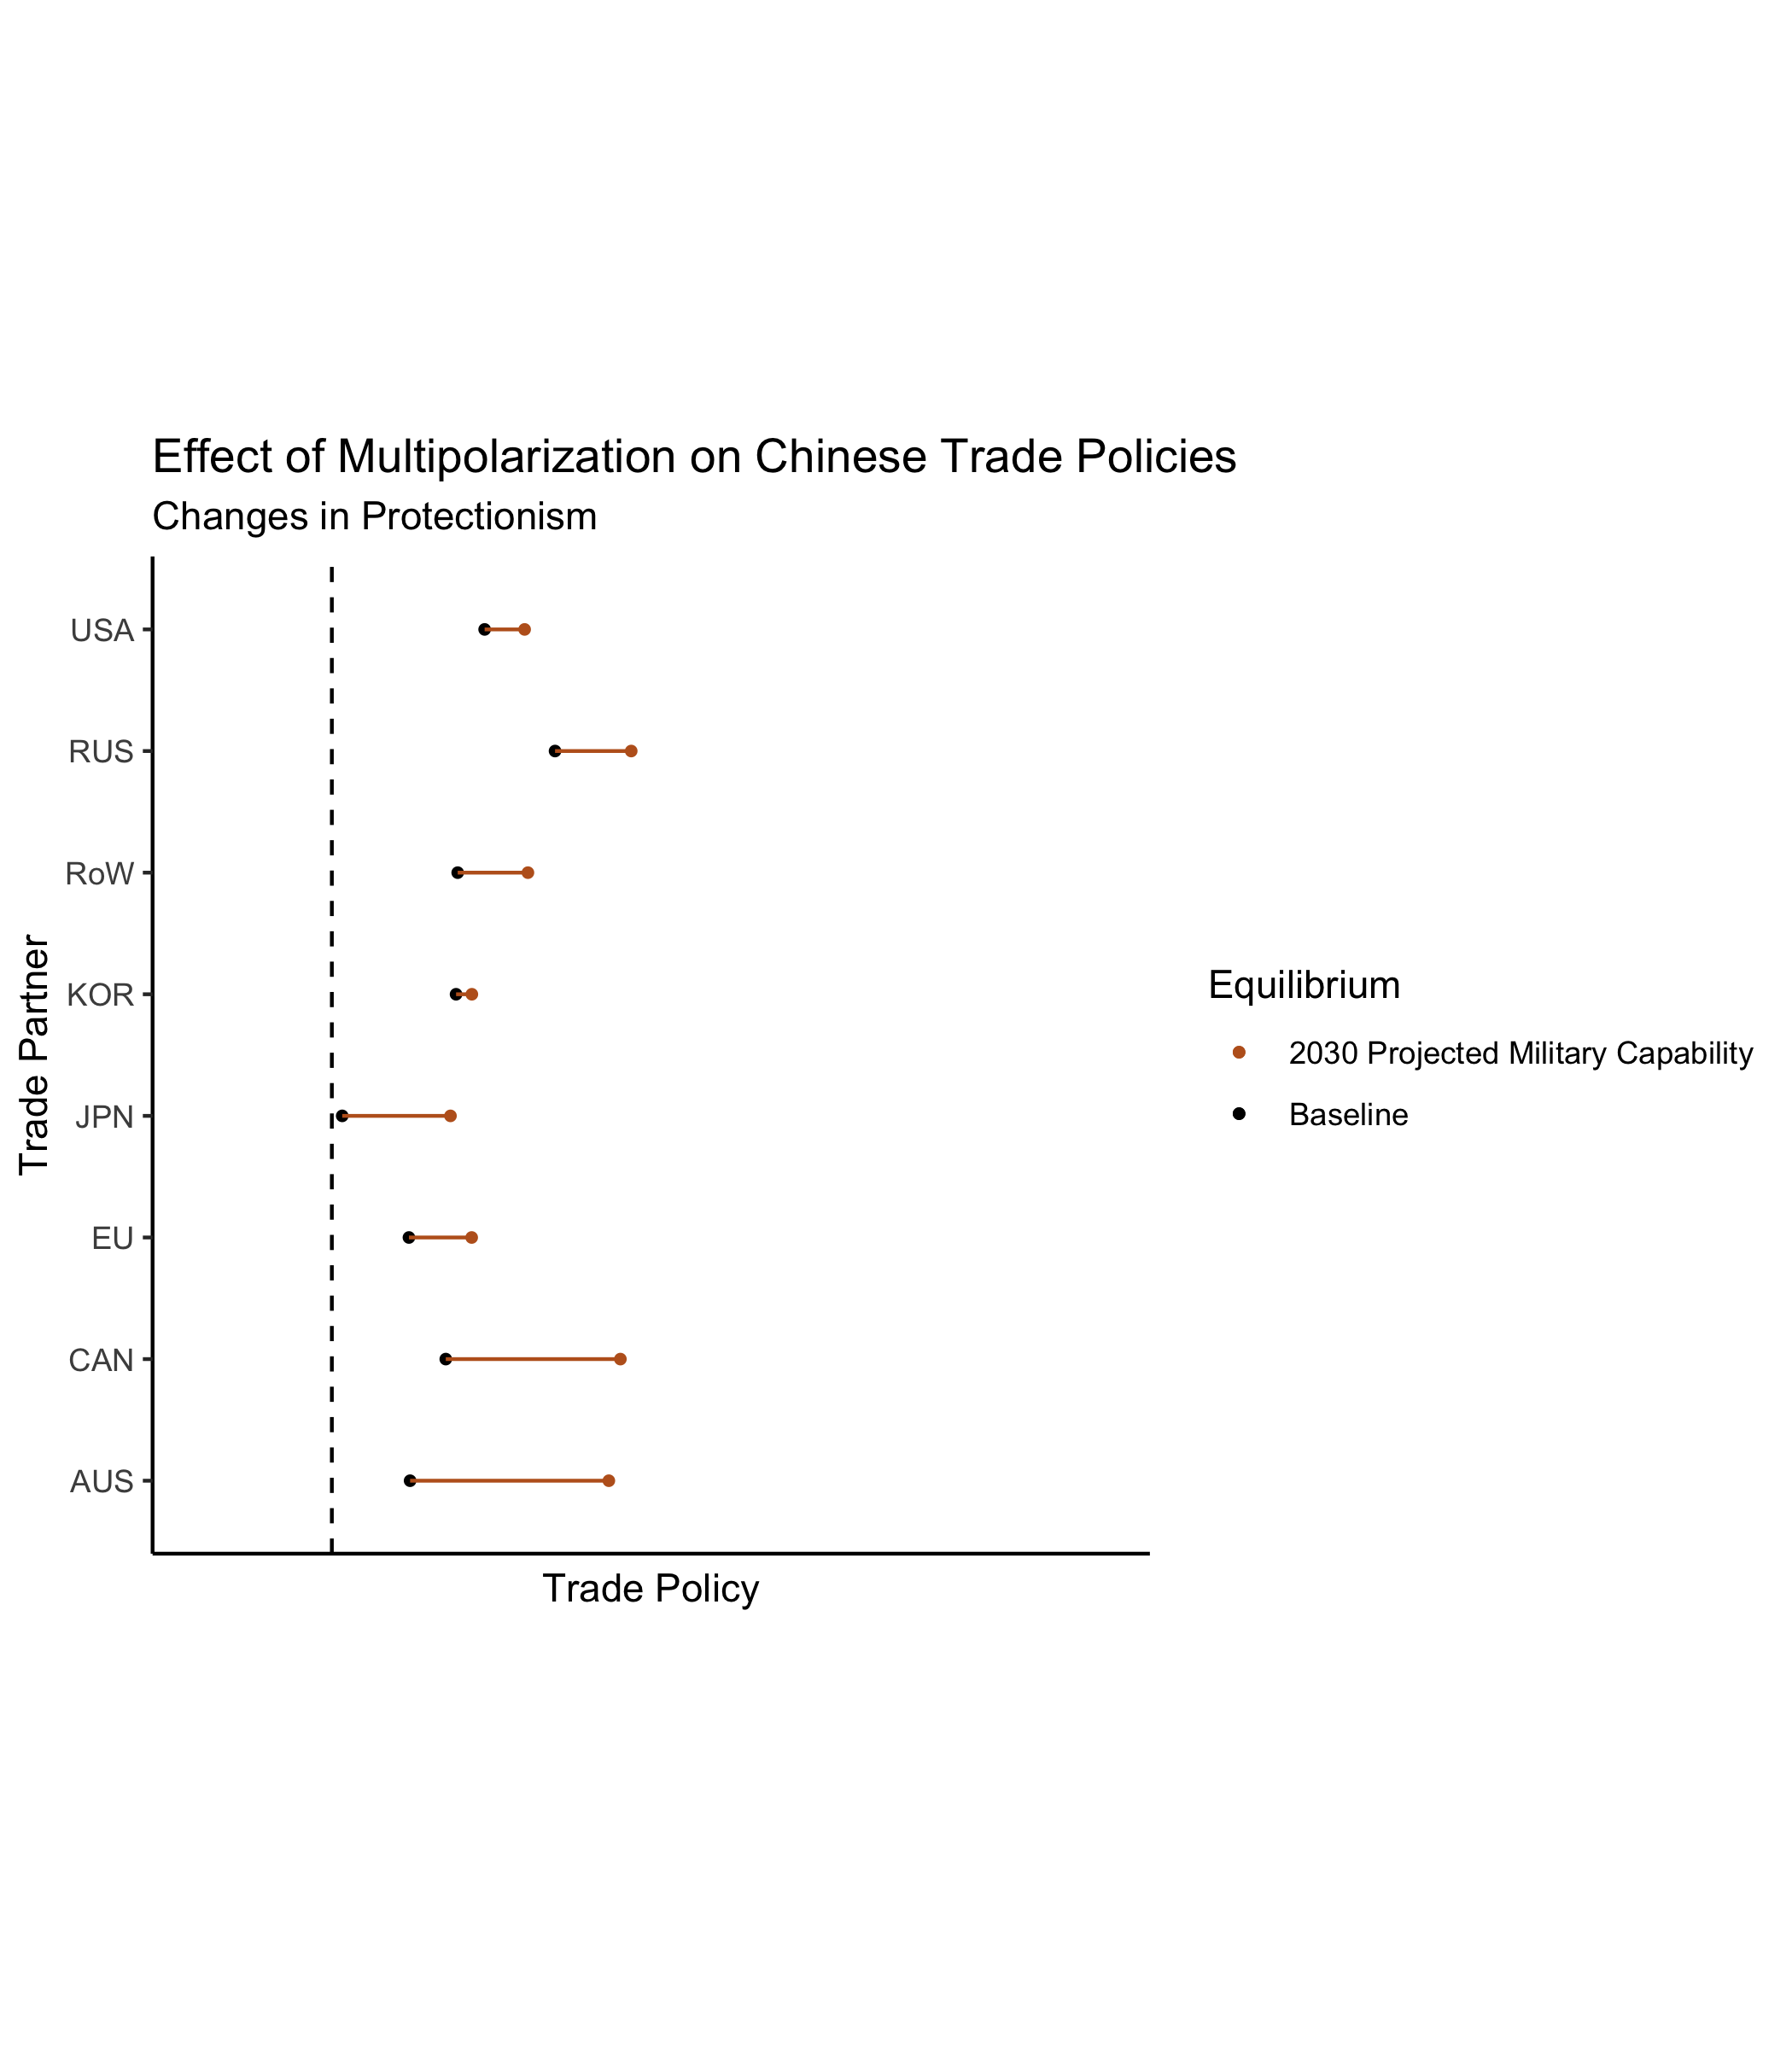 Effect of Multipolarization on Chinese Trade Policies
Changes in Protectionism
Trade Partner
USA
RUS
RoW
KOR
JPN
EU
CAN
AUS
Trade Policy
Equilibrium
2030 Projected Military Capability
Baseline